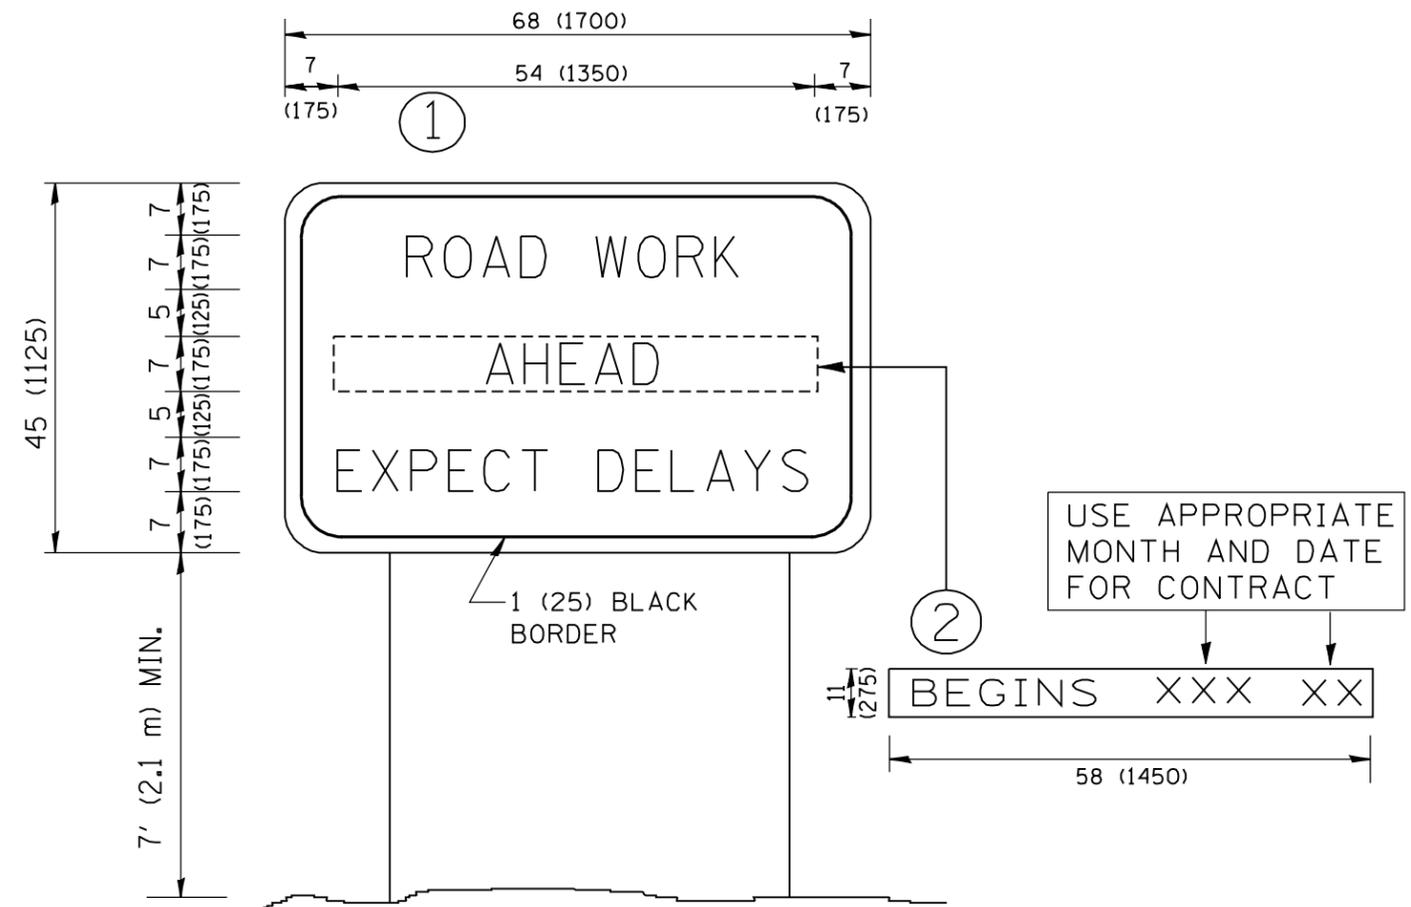 68 (1700)
7
54 (1350)
7
(175)
(175)
1
45 (1125)
7
(175)
7
(175)
5
(125)
7
(175)
5
(125)
7
(175)
7
(175)
ROAD WORK
AHEAD
EXPECT DELAYS
1 (25) BLACK
BORDER
7' (2.1 m) MIN.
USE APPROPRIATE
MONTH AND DATE
FOR CONTRACT
2
11
(275)
BEGINS XXX XX
58 (1450)